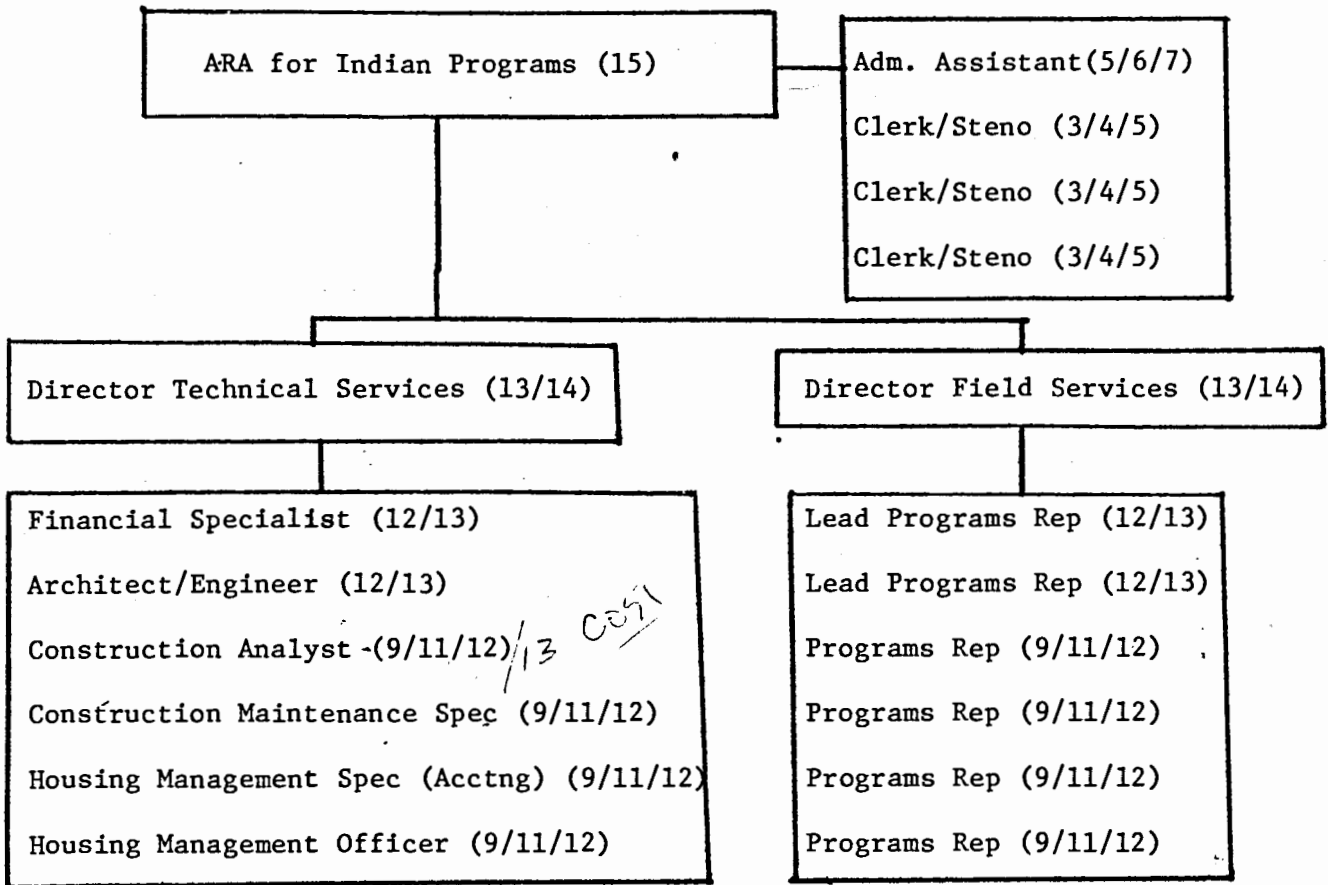 ARA for Indian Programs (15)
Adm. Assistant(5/6/7)
Clerk/Steno (3/4/5)
Clerk/Steno (3/4/5)
Clerk/Steno (3/4/5)
Director Technical Services (13/14)
Director Field Services (13/14)
Financial Specialist (12/13)
Architect/Engineer (12/13)
Construction Analyst (9/11/12)/13 COST
Construction Maintenance Spec (9/11/12)
Housing Management Spec (Acctng) (9/11/12)
Housing Management Officer (9/11/12)
Lead Programs Rep (12/13)
Lead Programs Rep (12/13)
Programs Rep (9/11/12)
Programs Rep (9/11/12)
Programs Rep (9/11/12)
Programs Rep (9/11/12)